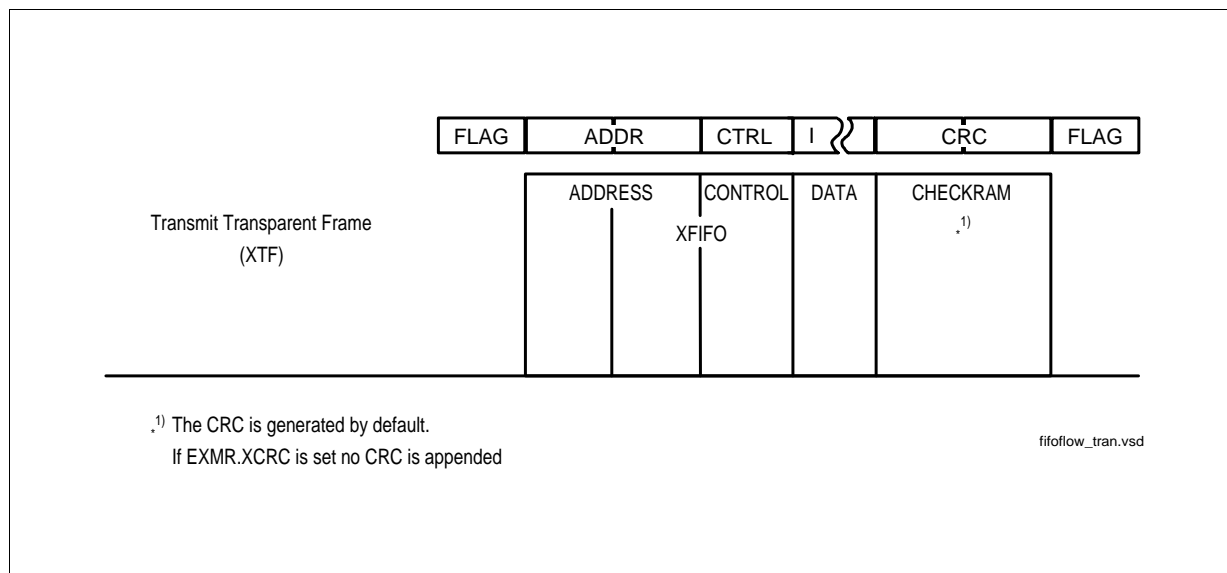 FLAG ADDR CTRL I CRC FLAG
ADDRESS CONTROL DATA CHECKRAM
XFIFO *1)
Transmit Transparent Frame
(XTF)
*1) The CRC is generated by default.
If EXMR.XCRC is set no CRC is appended
fifoflow_tran.vsd